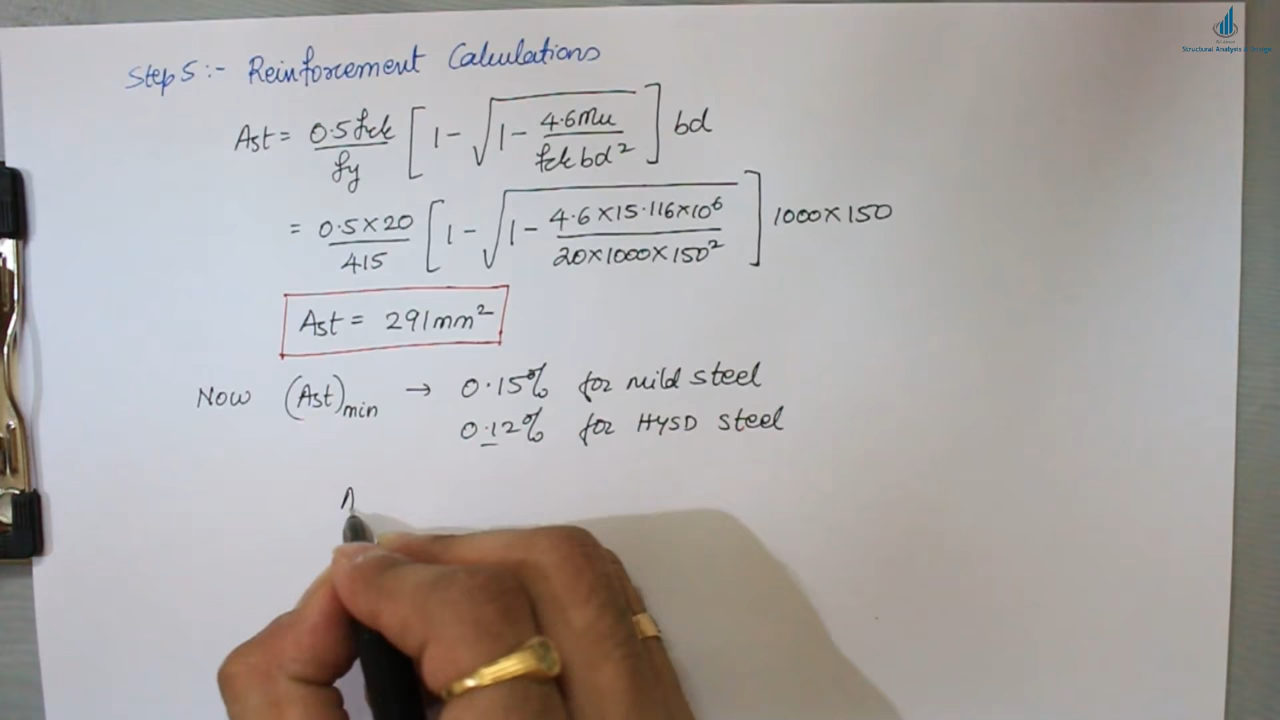 Step 5:- Reinforcement Calculations
Ast = 0.5fck/fy [1 - √(1 - 4.6Mu/fck bd²)] bd
= 0.5×20/415 [1 - √(1 - 4.6×15.116×10⁶/20×1000×150²)] 1000×150
Ast = 291mm²
Now (Ast)min → 0.15% for mild steel
0.12% for HYSD steel
Structural Analysis & Design